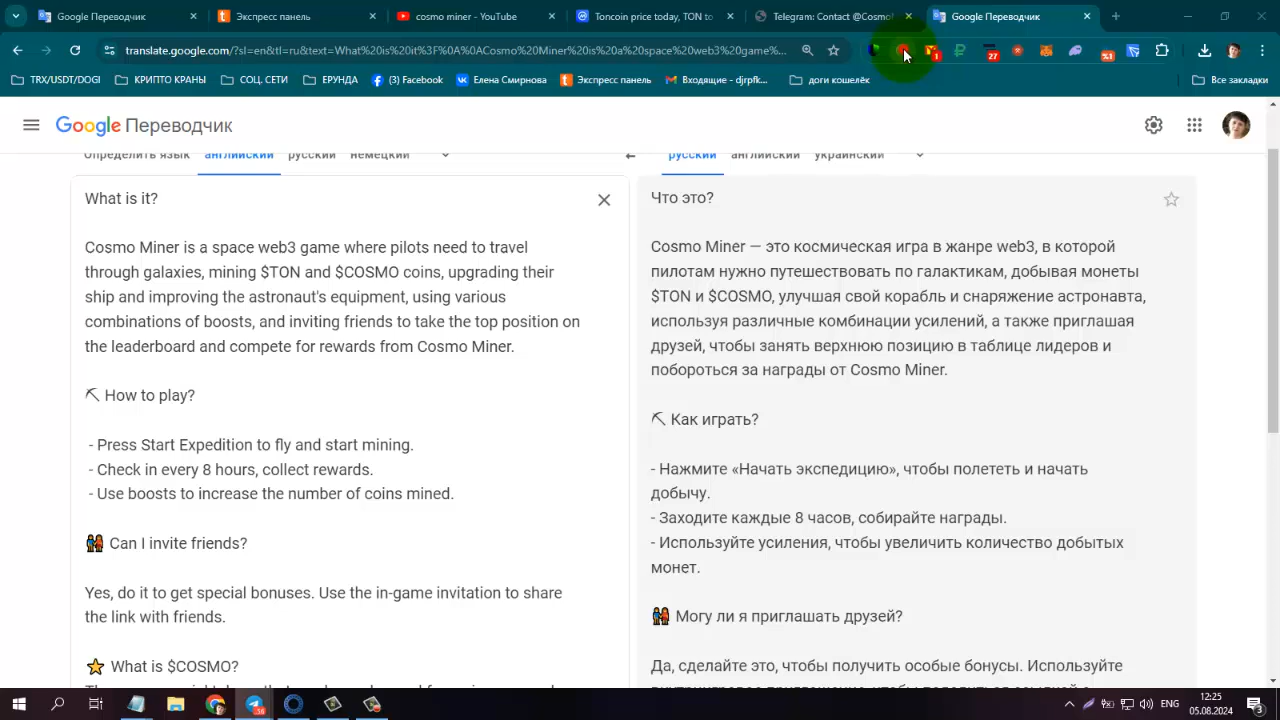 Google Переводчик
Экспресс панель
cosmo miner - YouTube
Toncoin price today, TON to
Telegram: Contact @Cosmo
Google Переводчик
translate.google.com/?sl=en&tl=ru&text=What%20is%20it%3F%0A%0ACosmo%20Miner%20is%20a%20space%20web3%20game%...
1
27
TRX/USDT/DOGI
КРИПТО КРАНЫ
СОЦ. СЕТИ
ЕРУНДА
(3) Facebook
Елена Смирнова
Экспресс панель
Входящие - djrpfk...
доги кошелёк
Все закладки
Google Переводчик
Определить язык
английский
русский
немецкий
русский
английский
украинский
What is it?
Cosmo Miner is a space web3 game where pilots need to travel
through galaxies, mining $TON and $COSMO coins, upgrading their
ship and improving the astronaut's equipment, using various
combinations of boosts, and inviting friends to take the top position on
the leaderboard and compete for rewards from Cosmo Miner.
How to play?
- Press Start Expedition to fly and start mining.
- Check in every 8 hours, collect rewards.
- Use boosts to increase the number of coins mined.
Can I invite friends?
Yes, do it to get special bonuses. Use the in-game invitation to share
the link with friends.
What is $COSMO?
Что это?
Cosmo Miner — это космическая игра в жанре web3, в которой
пилотам нужно путешествовать по галактикам, добывая монеты
$TON и $COSMO, улучшая свой корабль и снаряжение астронавта,
используя различные комбинации усилений, а также приглашая
друзей, чтобы занять верхнюю позицию в таблице лидеров и
побороться за награды от Cosmo Miner.
Как играть?
- Нажмите «Начать экспедицию», чтобы полететь и начать
добычу.
- Заходите каждые 8 часов, собирайте награды.
- Используйте усиления, чтобы увеличить количество добытых
монет.
Могу ли я приглашать друзей?
Да, сделайте это, чтобы получить особые бонусы. Используйте
ENG
12:25
05.08.2024